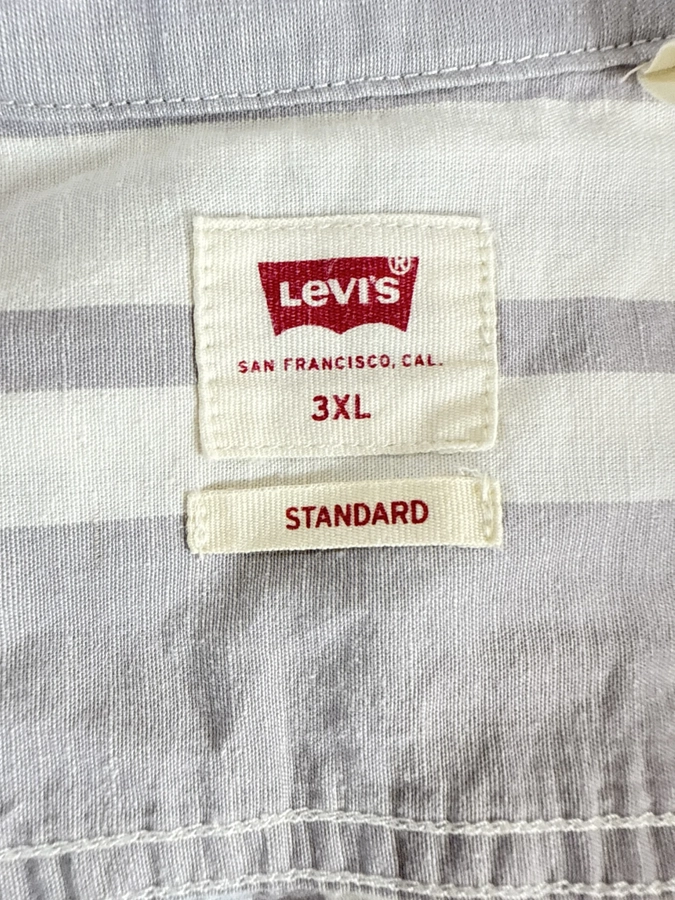 LEVI'S®
SAN FRANCISCO, CAL.
3XL
STANDARD